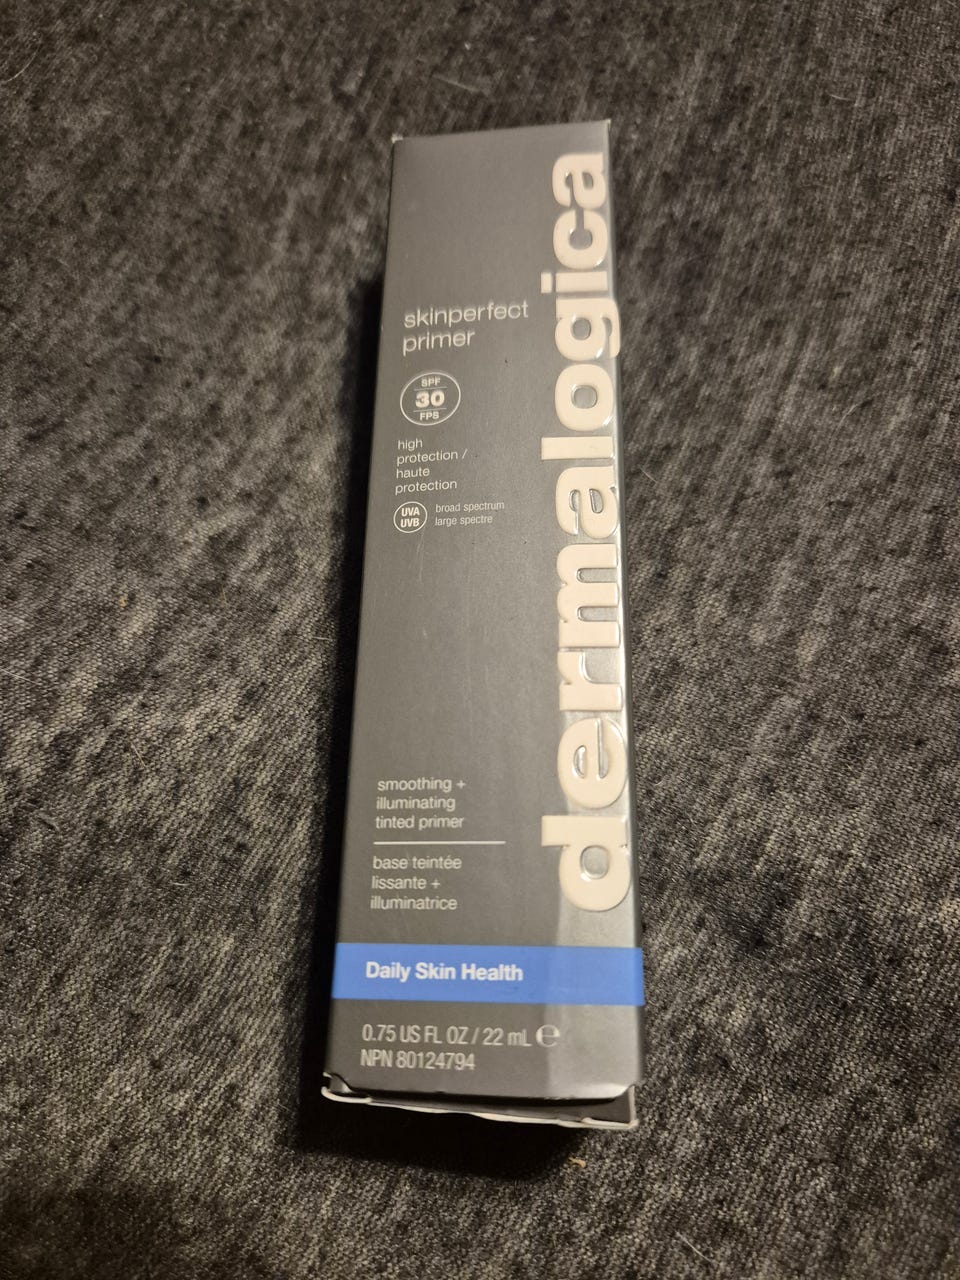 dermalogica
skinperfect
primer
SPF
30
FPS
high
protection /
haute
protection
UVA
UVB
broad spectrum
large spectre
smoothing +
illuminating
tinted primer
base teintée
lissante +
illuminatrice
Daily Skin Health
0.75 US FL OZ / 22 mL ℮
NPN 80124794